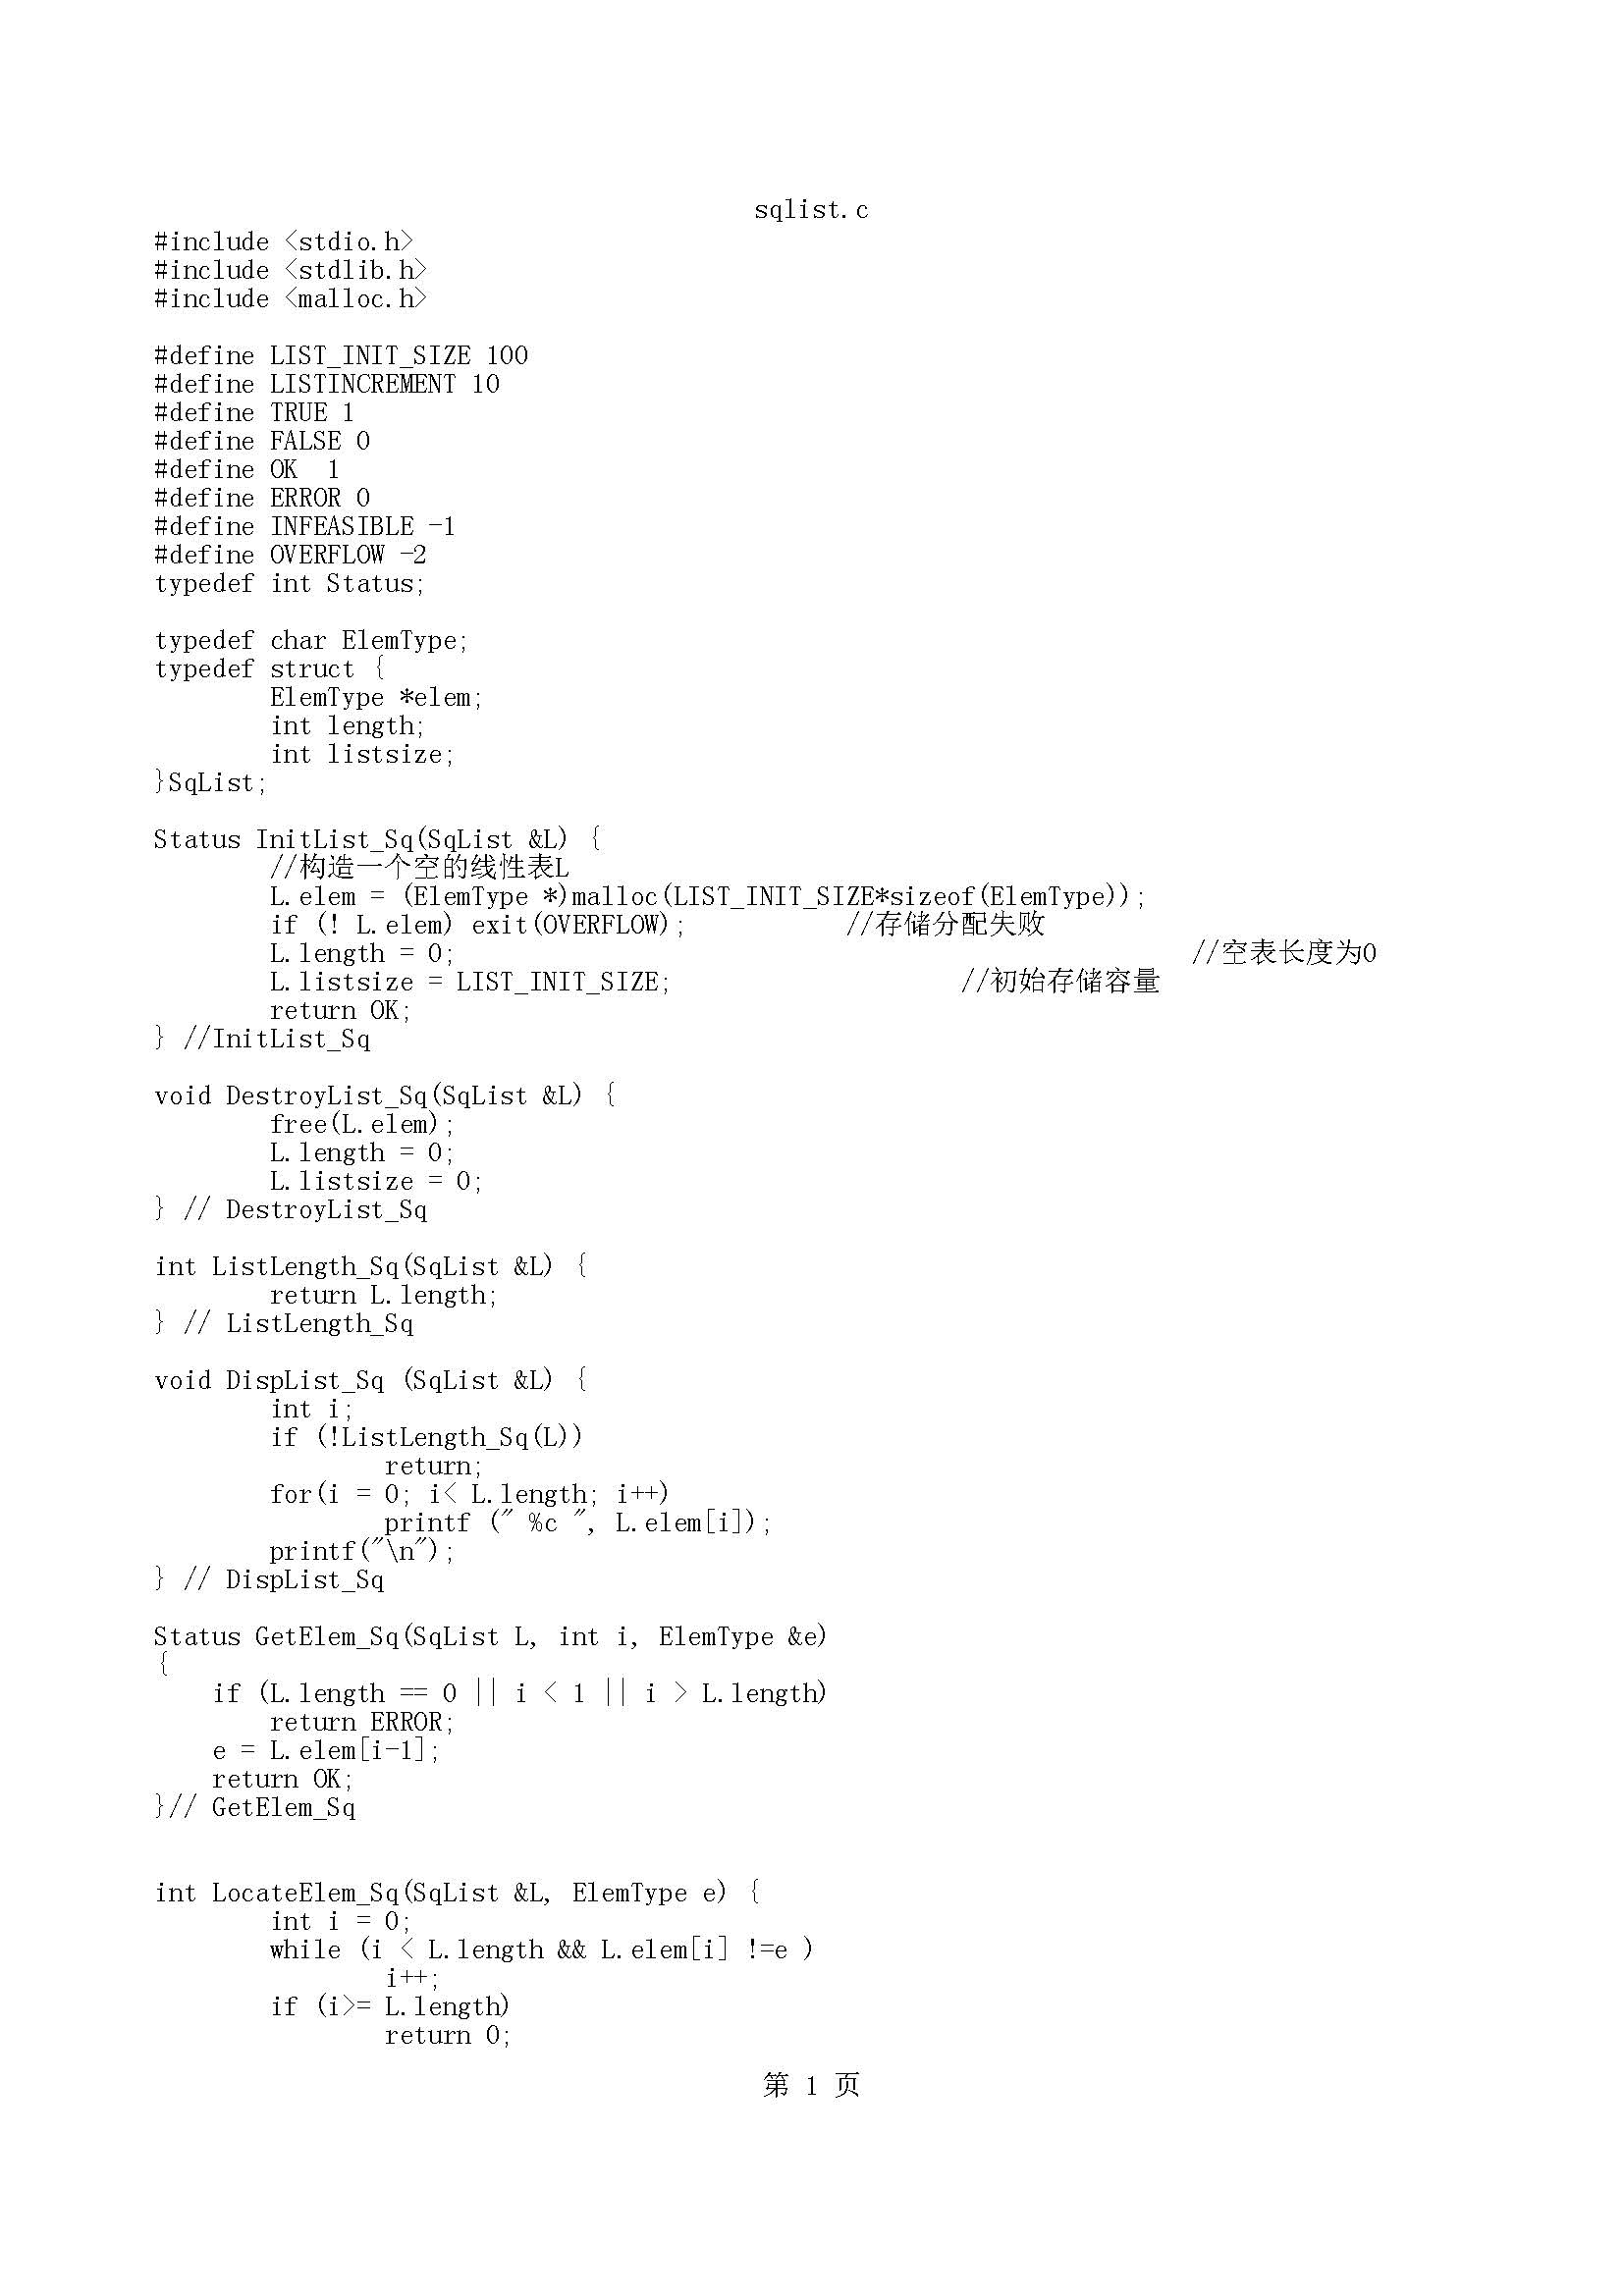 sqlist.c
#include <stdio.h>
#include <stdlib.h>
#include <malloc.h>

#define LIST_INIT_SIZE 100
#define LISTINCREMENT 10
#define TRUE 1
#define FALSE 0
#define OK  1
#define ERROR 0
#define INFEASIBLE -1
#define OVERFLOW -2
typedef int Status;

typedef char ElemType;
typedef struct {
        ElemType *elem;
        int length;
        int listsize;
}SqList;

Status InitList_Sq(SqList &L) {
        //构造一个空的线性表L
        L.elem = (ElemType *)malloc(LIST_INIT_SIZE*sizeof(ElemType));
        if (! L.elem) exit(OVERFLOW);           //存储分配失败
        L.length = 0;                                                   //空表长度为0
        L.listsize = LIST_INIT_SIZE;                    //初始存储容量
        return OK;
} //InitList_Sq

void DestroyList_Sq(SqList &L) {
        free(L.elem);
        L.length = 0;
        L.listsize = 0;
} // DestroyList_Sq

int ListLength_Sq(SqList &L) {
        return L.length;
} // ListLength_Sq

void DispList_Sq (SqList &L) {
        int i;
        if (!ListLength_Sq(L))
                return;
        for(i = 0; i< L.length; i++)
                printf (" %c ", L.elem[i]);
        printf("\n");
} // DispList_Sq

Status GetElem_Sq(SqList L, int i, ElemType &e)
{
    if (L.length == 0 || i < 1 || i > L.length)
        return ERROR;
    e = L.elem[i-1];
    return OK;
}// GetElem_Sq


int LocateElem_Sq(SqList &L, ElemType e) {
        int i = 0;
        while (i < L.length && L.elem[i] !=e )
                i++;
        if (i>= L.length)
                return 0;
第 1 页